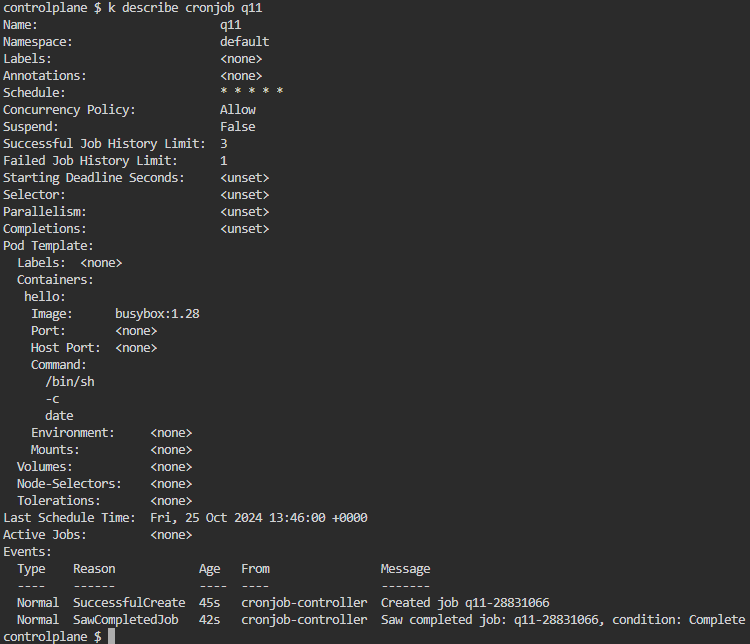 controlplane $ k describe cronjob q11
Name:                          q11
Namespace:                     default
Labels:                        <none>
Annotations:                   <none>
Schedule:                      * * * * *
Concurrency Policy:            Allow
Suspend:                       False
Successful Job History Limit:  3
Failed Job History Limit:      1
Starting Deadline Seconds:     <unset>
Selector:                      <unset>
Parallelism:                   <unset>
Completions:                   <unset>
Pod Template:
  Labels:  <none>
  Containers:
   hello:
    Image:      busybox:1.28
    Port:       <none>
    Host Port:  <none>
    Command:
      /bin/sh
      -c
      date
    Environment:     <none>
    Mounts:          <none>
  Volumes:           <none>
  Node-Selectors:    <none>
  Tolerations:       <none>
Last Schedule Time:  Fri, 25 Oct 2024 13:46:00 +0000
Active Jobs:         <none>
Events:
  Type    Reason            Age   From                Message
  ----    ------            ----  ----                -------
  Normal  SuccessfulCreate  45s   cronjob-controller  Created job q11-28831066
  Normal  SawCompletedJob   42s   cronjob-controller  Saw completed job: q11-28831066, condition: Complete
controlplane $